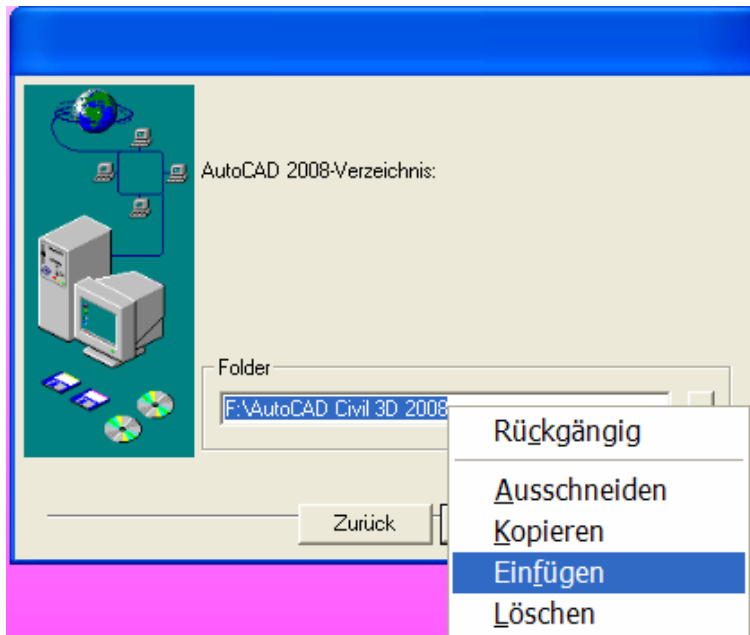 AutoCAD 2008-Verzeichnis:
Folder
F:\AutoCAD Civil 3D 2008
Rückgängig
Ausschneiden
Kopieren
Einfügen
Löschen
Zurück